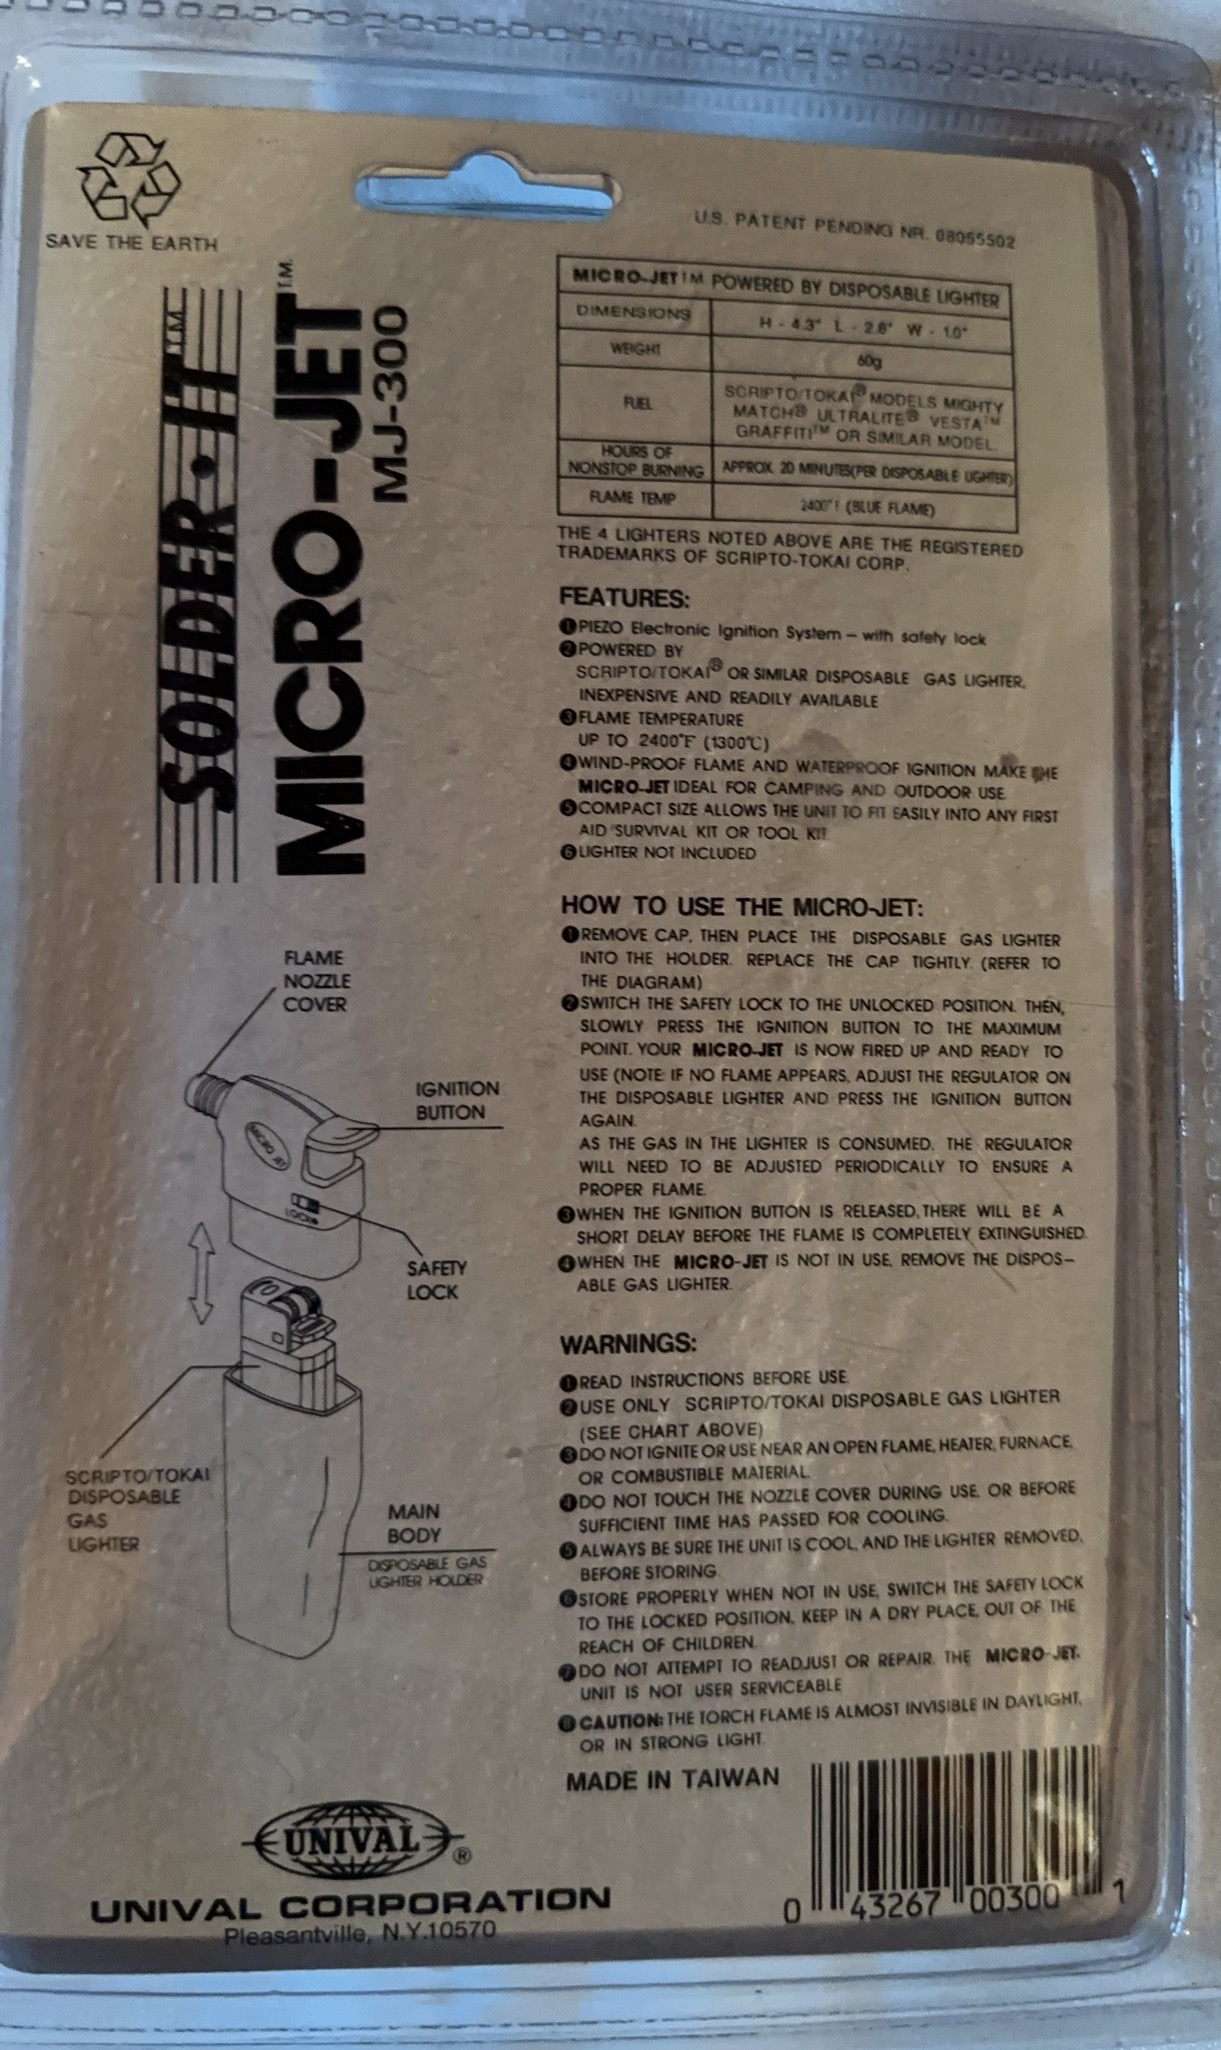 SAVE THE EARTH
U.S. PATENT PENDING NR. 08055502
SOLDER·IT T.M.
MICRO-JET T.M.
MJ-300
MICRO-JET™ POWERED BY DISPOSABLE LIGHTER
DIMENSIONS H - 4.3" L - 2.6" W - 1.0"
WEIGHT 60g
FUEL SCRIPTO/TOKAI® MODELS MIGHTY
MATCH® ULTRALITE® VESTA™
GRAFFITI™ OR SIMILAR MODEL.
HOURS OF
NONSTOP BURNING APPROX. 20 MINUTES(PER DISPOSABLE LIGHTER)
FLAME TEMP 2400°F (BLUE FLAME)
THE 4 LIGHTERS NOTED ABOVE ARE THE REGISTERED
TRADEMARKS OF SCRIPTO-TOKAI CORP.
FEATURES:
❶PIEZO Electronic Ignition System – with safety lock
❷POWERED BY
SCRIPTO/TOKAI® OR SIMILAR DISPOSABLE GAS LIGHTER,
INEXPENSIVE AND READILY AVAILABLE
❸FLAME TEMPERATURE
UP TO 2400°F (1300°C)
❹WIND-PROOF FLAME AND WATERPROOF IGNITION MAKE THE
MICRO-JET IDEAL FOR CAMPING AND OUTDOOR USE.
❺COMPACT SIZE ALLOWS THE UNIT TO FIT EASILY INTO ANY FIRST
AID/SURVIVAL KIT OR TOOL KIT
❻LIGHTER NOT INCLUDED
HOW TO USE THE MICRO-JET:
❶REMOVE CAP, THEN PLACE THE DISPOSABLE GAS LIGHTER
INTO THE HOLDER. REPLACE THE CAP TIGHTLY. (REFER TO
THE DIAGRAM)
❷SWITCH THE SAFETY LOCK TO THE UNLOCKED POSITION. THEN,
SLOWLY PRESS THE IGNITION BUTTON TO THE MAXIMUM
POINT. YOUR MICRO-JET IS NOW FIRED UP AND READY TO
USE (NOTE: IF NO FLAME APPEARS, ADJUST THE REGULATOR ON
THE DISPOSABLE LIGHTER AND PRESS THE IGNITION BUTTON
AGAIN.
AS THE GAS IN THE LIGHTER IS CONSUMED, THE REGULATOR
WILL NEED TO BE ADJUSTED PERIODICALLY TO ENSURE A
PROPER FLAME.
❸WHEN THE IGNITION BUTTON IS RELEASED, THERE WILL BE A
SHORT DELAY BEFORE THE FLAME IS COMPLETELY EXTINGUISHED.
❹WHEN THE MICRO-JET IS NOT IN USE, REMOVE THE DISPOS-
ABLE GAS LIGHTER.
WARNINGS:
❶READ INSTRUCTIONS BEFORE USE.
❷USE ONLY SCRIPTO/TOKAI DISPOSABLE GAS LIGHTER
(SEE CHART ABOVE)
❸DO NOT IGNITE OR USE NEAR AN OPEN FLAME, HEATER, FURNACE,
OR COMBUSTIBLE MATERIAL.
❹DO NOT TOUCH THE NOZZLE COVER DURING USE, OR BEFORE
SUFFICIENT TIME HAS PASSED FOR COOLING.
❺ALWAYS BE SURE THE UNIT IS COOL, AND THE LIGHTER REMOVED,
BEFORE STORING.
❻STORE PROPERLY WHEN NOT IN USE, SWITCH THE SAFETY LOCK
TO THE LOCKED POSITION. KEEP IN A DRY PLACE, OUT OF THE
REACH OF CHILDREN.
❼DO NOT ATTEMPT TO READJUST OR REPAIR. THE MICRO-JET.
UNIT IS NOT USER SERVICEABLE
❽CAUTION: THE TORCH FLAME IS ALMOST INVISIBLE IN DAYLIGHT,
OR IN STRONG LIGHT.
MADE IN TAIWAN
FLAME
NOZZLE
COVER
IGNITION
BUTTON
MICRO JET
LOCK
SAFETY
LOCK
SCRIPTO/TOKAI
DISPOSABLE
GAS
LIGHTER
MAIN
BODY
DISPOSABLE GAS
LIGHTER HOLDER
UNIVAL®
UNIVAL CORPORATION
Pleasantville, N.Y.10570
0 43267 00300 1